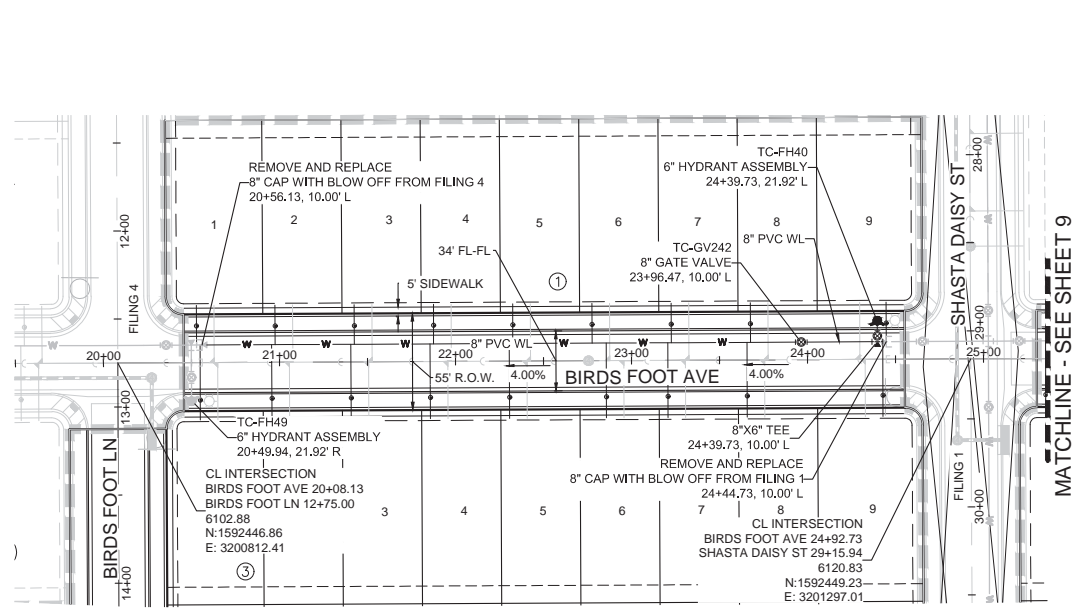 REMOVE AND REPLACE
8" CAP WITH BLOW OFF FROM FILING 4
20+56.13, 10.00' L
TC-FH40
6" HYDRANT ASSEMBLY
24+39.73, 21.92' L
1
2
3
4
5
6
7
8
9
34' FL-FL
TC-GV242
8" GATE VALVE
23+96.47, 10.00' L
8" PVC WL
5' SIDEWALK
1
12+00
FILING 4
28+00
SHASTA DAISY ST
29+00
MATCHLINE - SEE SHEET 9
W
W
W
8" PVC WL
W
W
W
20+00
21+00
22+00
23+00
24+00
25+00
55' R.O.W.
4.00%
BIRDS FOOT AVE
4.00%
13+00
TC-FH49
6" HYDRANT ASSEMBLY
20+49.94, 21.92' R
8"X6" TEE
24+39.73, 10.00' L
REMOVE AND REPLACE
8" CAP WITH BLOW OFF FROM FILING 1
24+44.73, 10.00' L
CL INTERSECTION
BIRDS FOOT AVE 20+08.13
BIRDS FOOT LN 12+75.00
6102.88
N:1592446.86
E: 3200812.41
3
4
5
6
7
8
9
CL INTERSECTION
BIRDS FOOT AVE 24+92.73
SHASTA DAISY ST 29+15.94
6120.83
N:1592449.23
E: 3201297.01
BIRDS FOOT LN
14+00
3
FILING 1
30+00